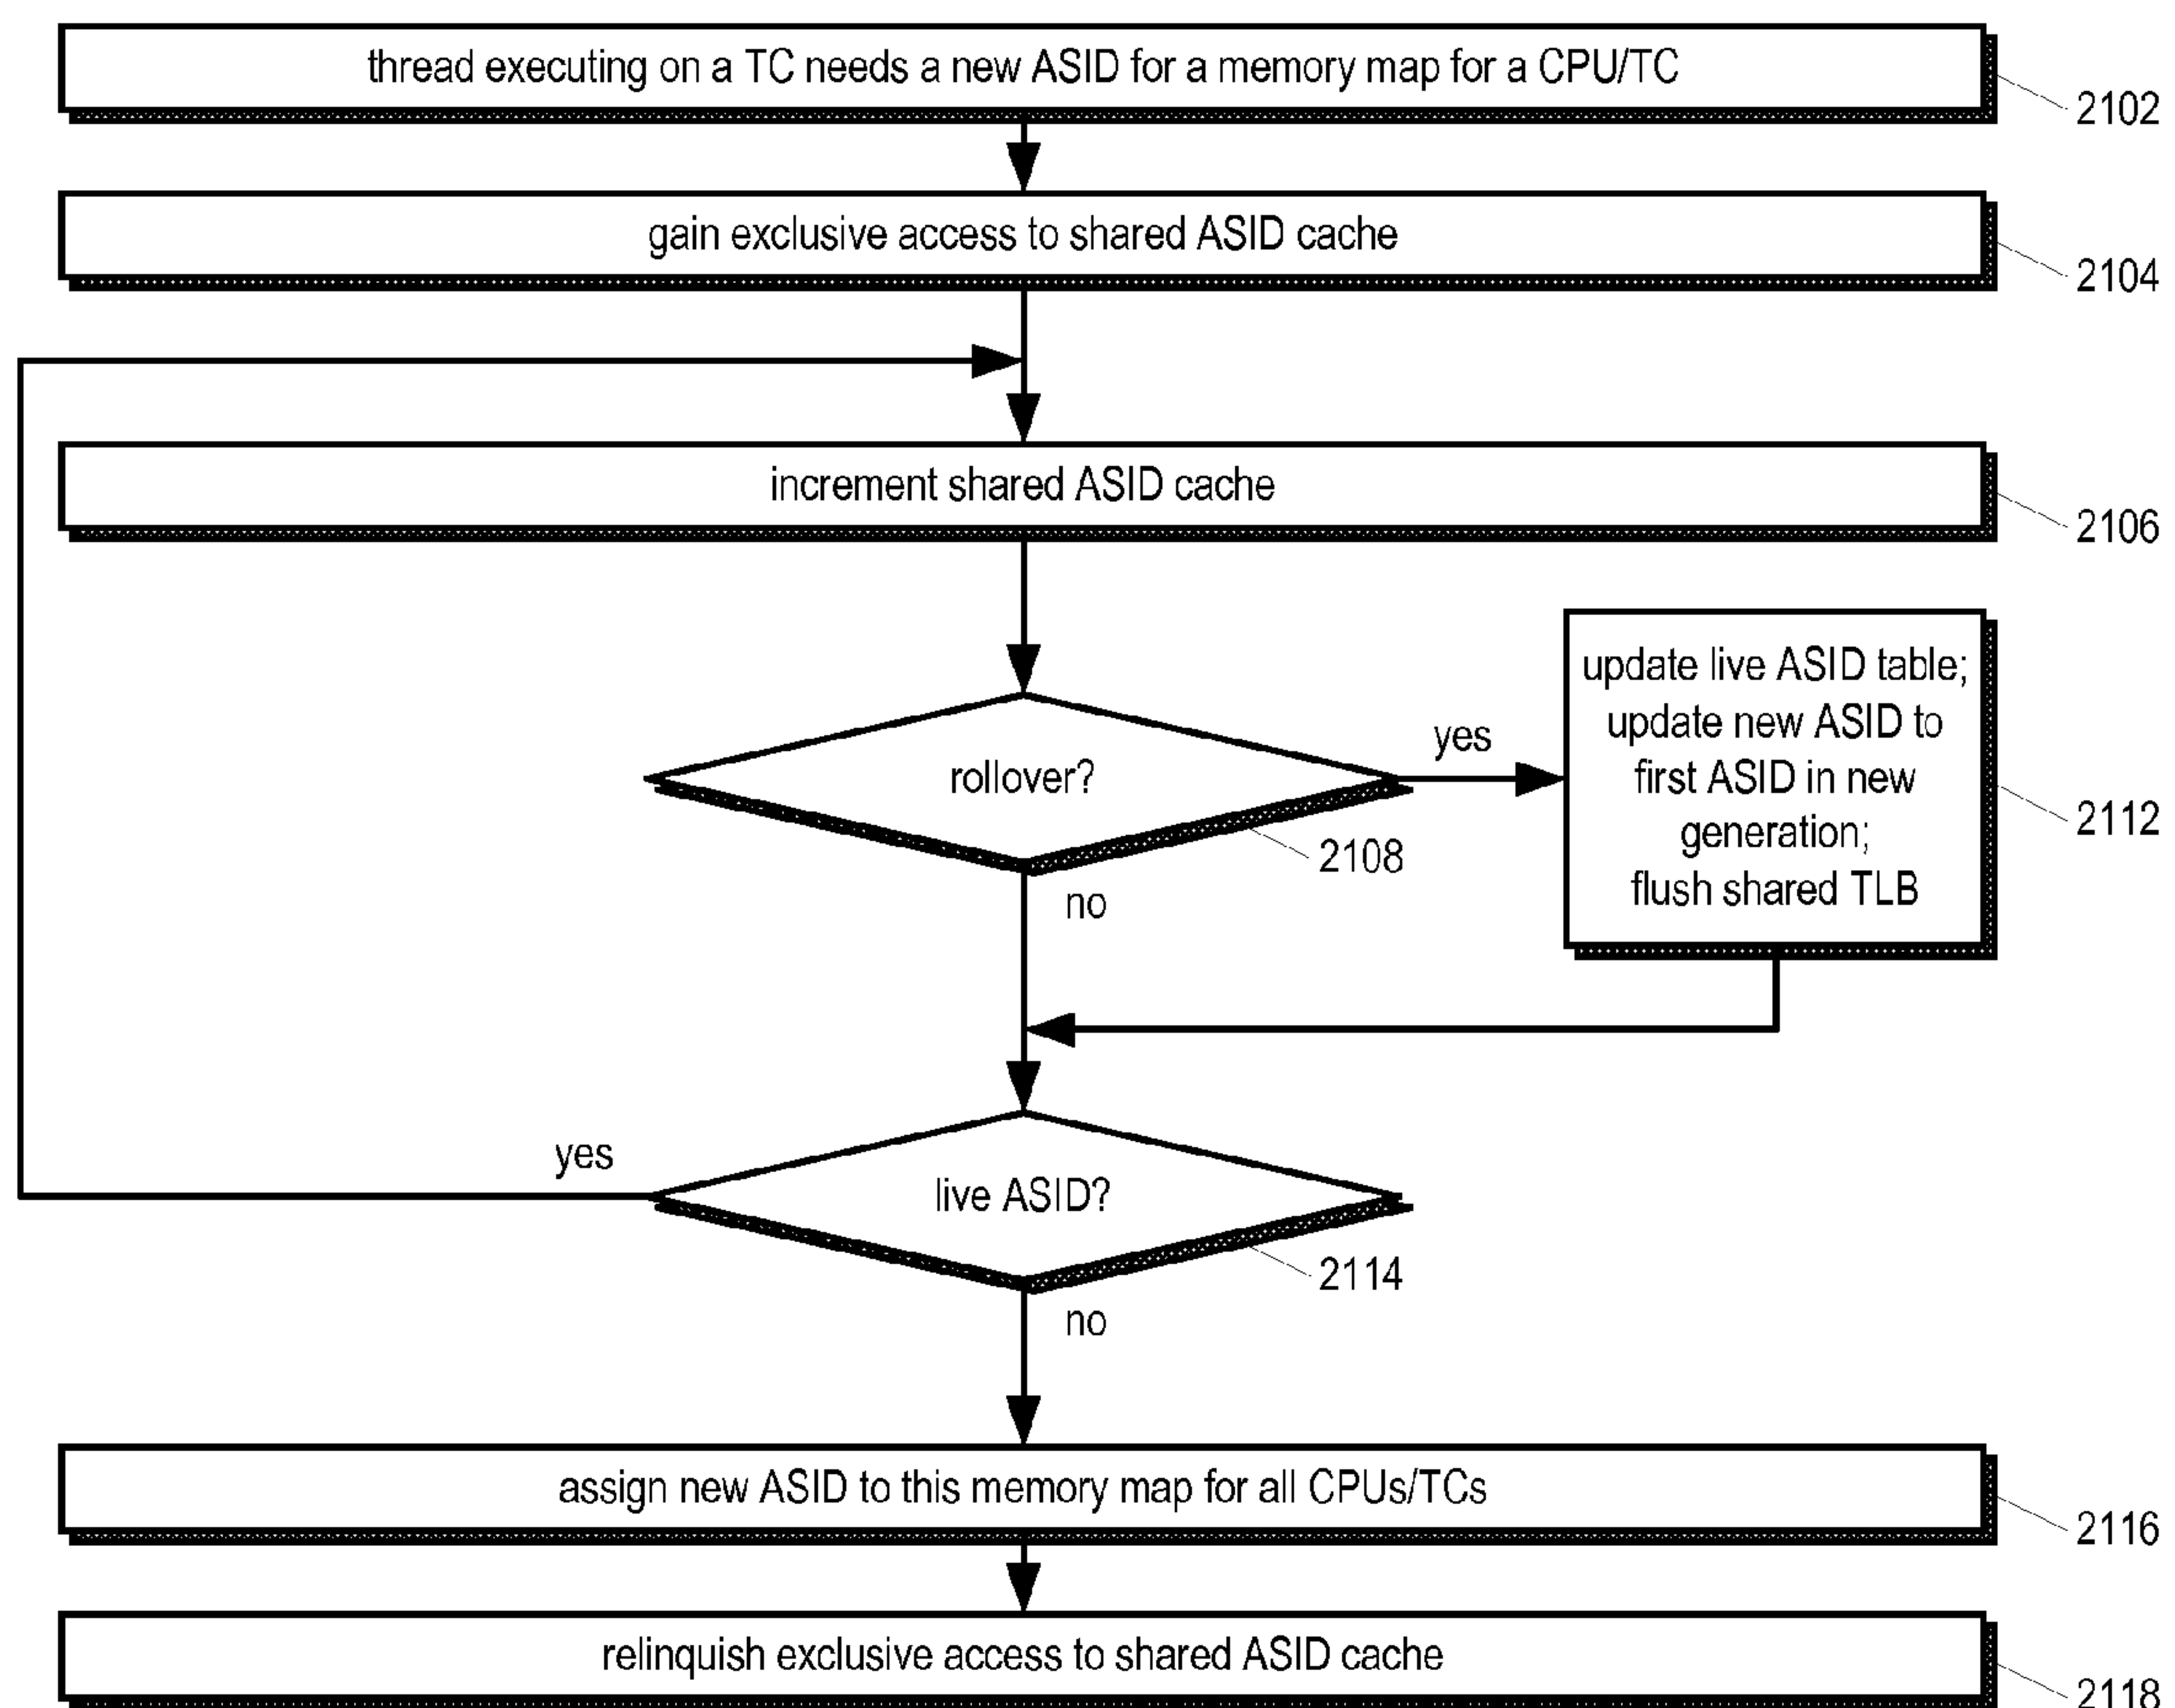 thread executing on a TC needs a new ASID for a memory map for a CPU/TC
2102
gain exclusive access to shared ASID cache
2104
increment shared ASID cache
2106
update live ASID table;
update new ASID to
first ASID in new
generation;
flush shared TLB
2112
rollover?
yes
2108
no
live ASID?
yes
2114
no
assign new ASID to this memory map for all CPUs/TCs
2116
relinquish exclusive access to shared ASID cache
2118